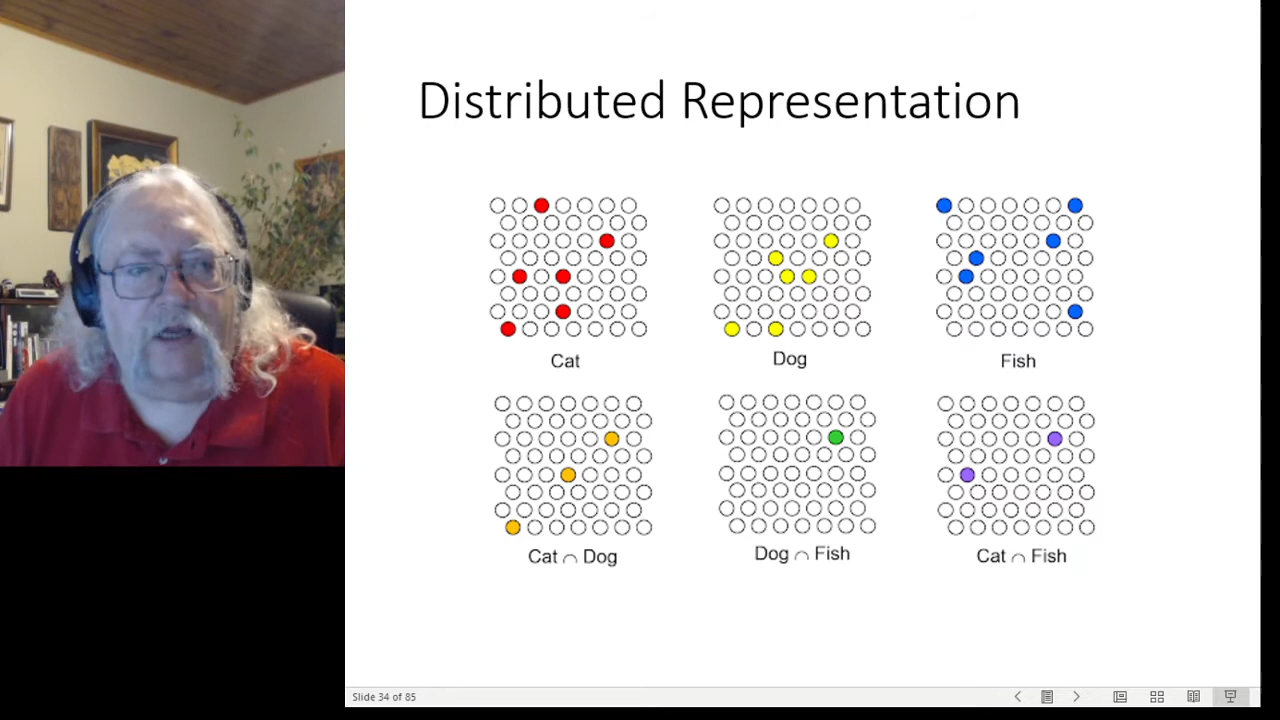 Distributed Representation
Cat
Dog
Fish
Cat ∩ Dog
Dog ∩ Fish
Cat ∩ Fish
Slide 34 of 85